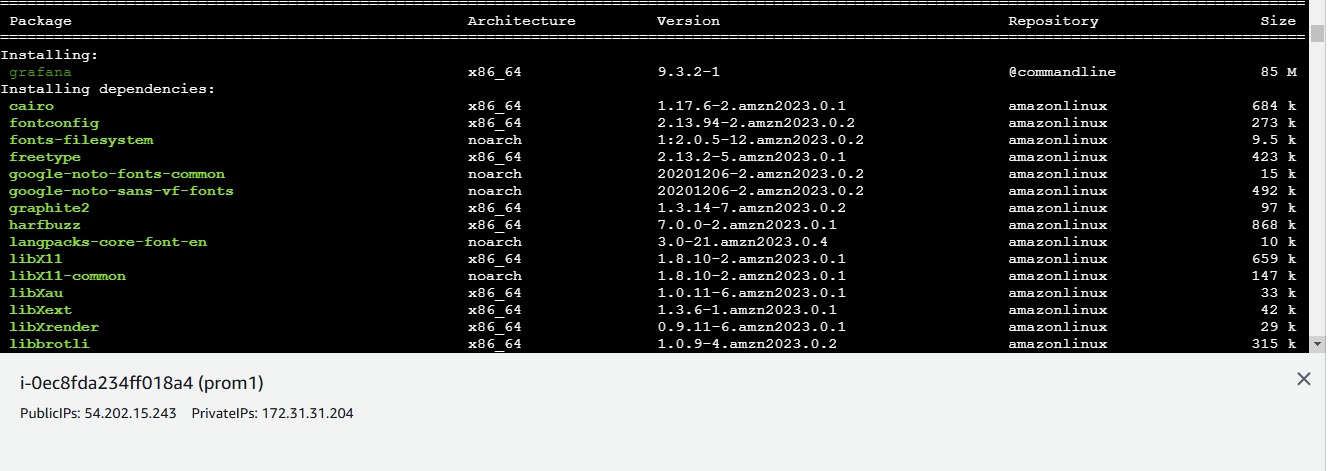 Package Architecture Version Repository Size
Installing:
grafana x86_64 9.3.2-1 @commandline 85 M
Installing dependencies:
cairo x86_64 1.17.6-2.amzn2023.0.1 amazonlinux 684 k
fontconfig x86_64 2.13.94-2.amzn2023.0.2 amazonlinux 273 k
fonts-filesystem noarch 1:2.0.5-12.amzn2023.0.2 amazonlinux 9.5 k
freetype x86_64 2.13.2-5.amzn2023.0.1 amazonlinux 423 k
google-noto-fonts-common noarch 20201206-2.amzn2023.0.2 amazonlinux 15 k
google-noto-sans-vf-fonts noarch 20201206-2.amzn2023.0.2 amazonlinux 492 k
graphite2 x86_64 1.3.14-7.amzn2023.0.2 amazonlinux 97 k
harfbuzz x86_64 7.0.0-2.amzn2023.0.1 amazonlinux 868 k
langpacks-core-font-en noarch 3.0-21.amzn2023.0.4 amazonlinux 10 k
libX11 x86_64 1.8.10-2.amzn2023.0.1 amazonlinux 659 k
libX11-common noarch 1.8.10-2.amzn2023.0.1 amazonlinux 147 k
libXau x86_64 1.0.11-6.amzn2023.0.1 amazonlinux 33 k
libXext x86_64 1.3.6-1.amzn2023.0.1 amazonlinux 42 k
libXrender x86_64 0.9.11-6.amzn2023.0.1 amazonlinux 29 k
libbrotli x86_64 1.0.9-4.amzn2023.0.2 amazonlinux 315 k
i-0ec8fda234ff018a4 (prom1)
PublicIPs: 54.202.15.243 PrivateIPs: 172.31.31.204